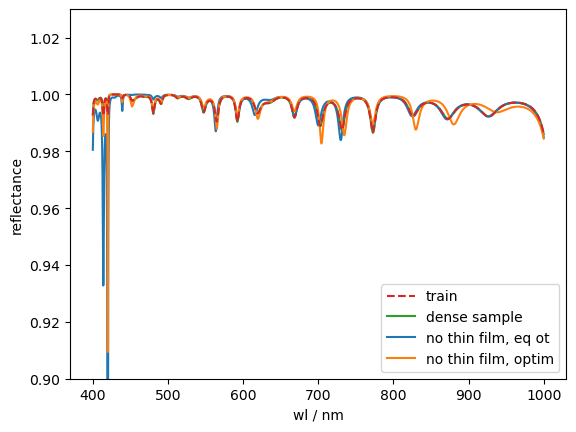 1.02
1.00
0.98
0.96
0.94
0.92
0.90
reflectance
400
500
600
700
800
900
1000
wl / nm
train
dense sample
no thin film, eq ot
no thin film, optim